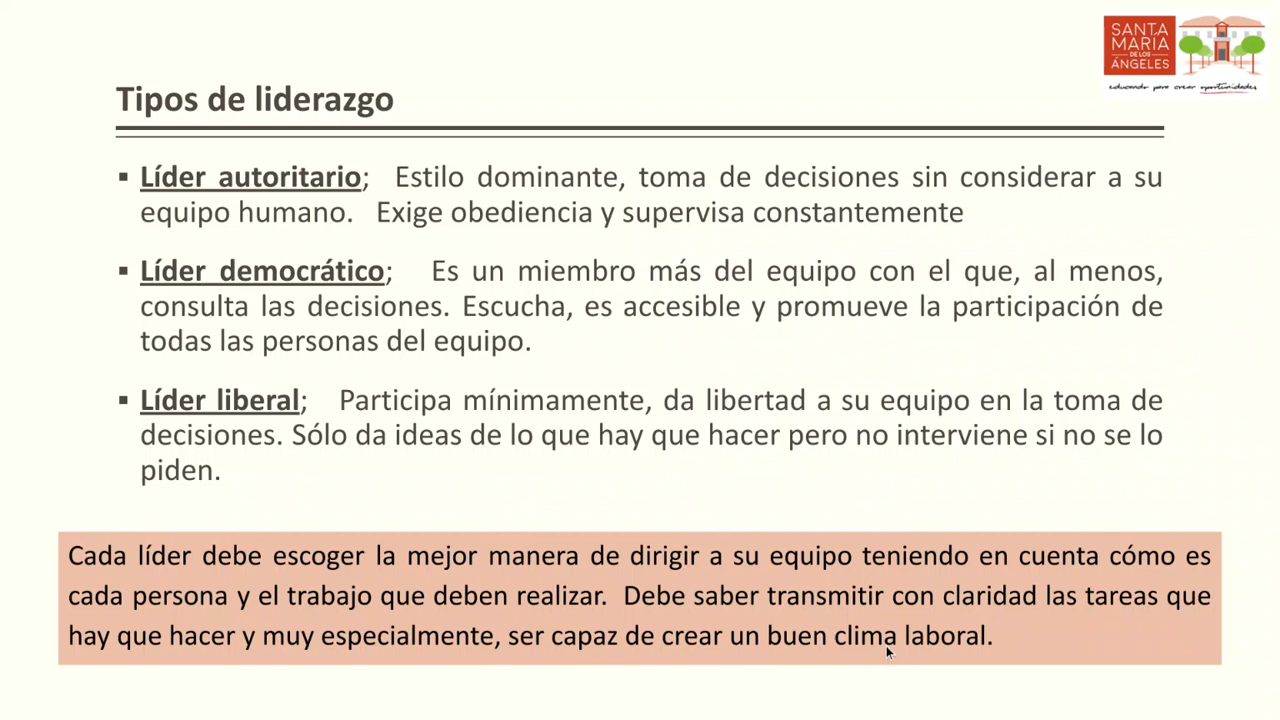 SANTA
MARIA
DE LOS
ÁNGELES
educando para crear oportunidades
Tipos de liderazgo
▪ Líder autoritario; Estilo dominante, toma de decisiones sin considerar a su
equipo humano. Exige obediencia y supervisa constantemente
▪ Líder democrático; Es un miembro más del equipo con el que, al menos,
consulta las decisiones. Escucha, es accesible y promueve la participación de
todas las personas del equipo.
▪ Líder liberal; Participa mínimamente, da libertad a su equipo en la toma de
decisiones. Sólo da ideas de lo que hay que hacer pero no interviene si no se lo
piden.
Cada líder debe escoger la mejor manera de dirigir a su equipo teniendo en cuenta cómo es
cada persona y el trabajo que deben realizar. Debe saber transmitir con claridad las tareas que
hay que hacer y muy especialmente, ser capaz de crear un buen clima laboral.